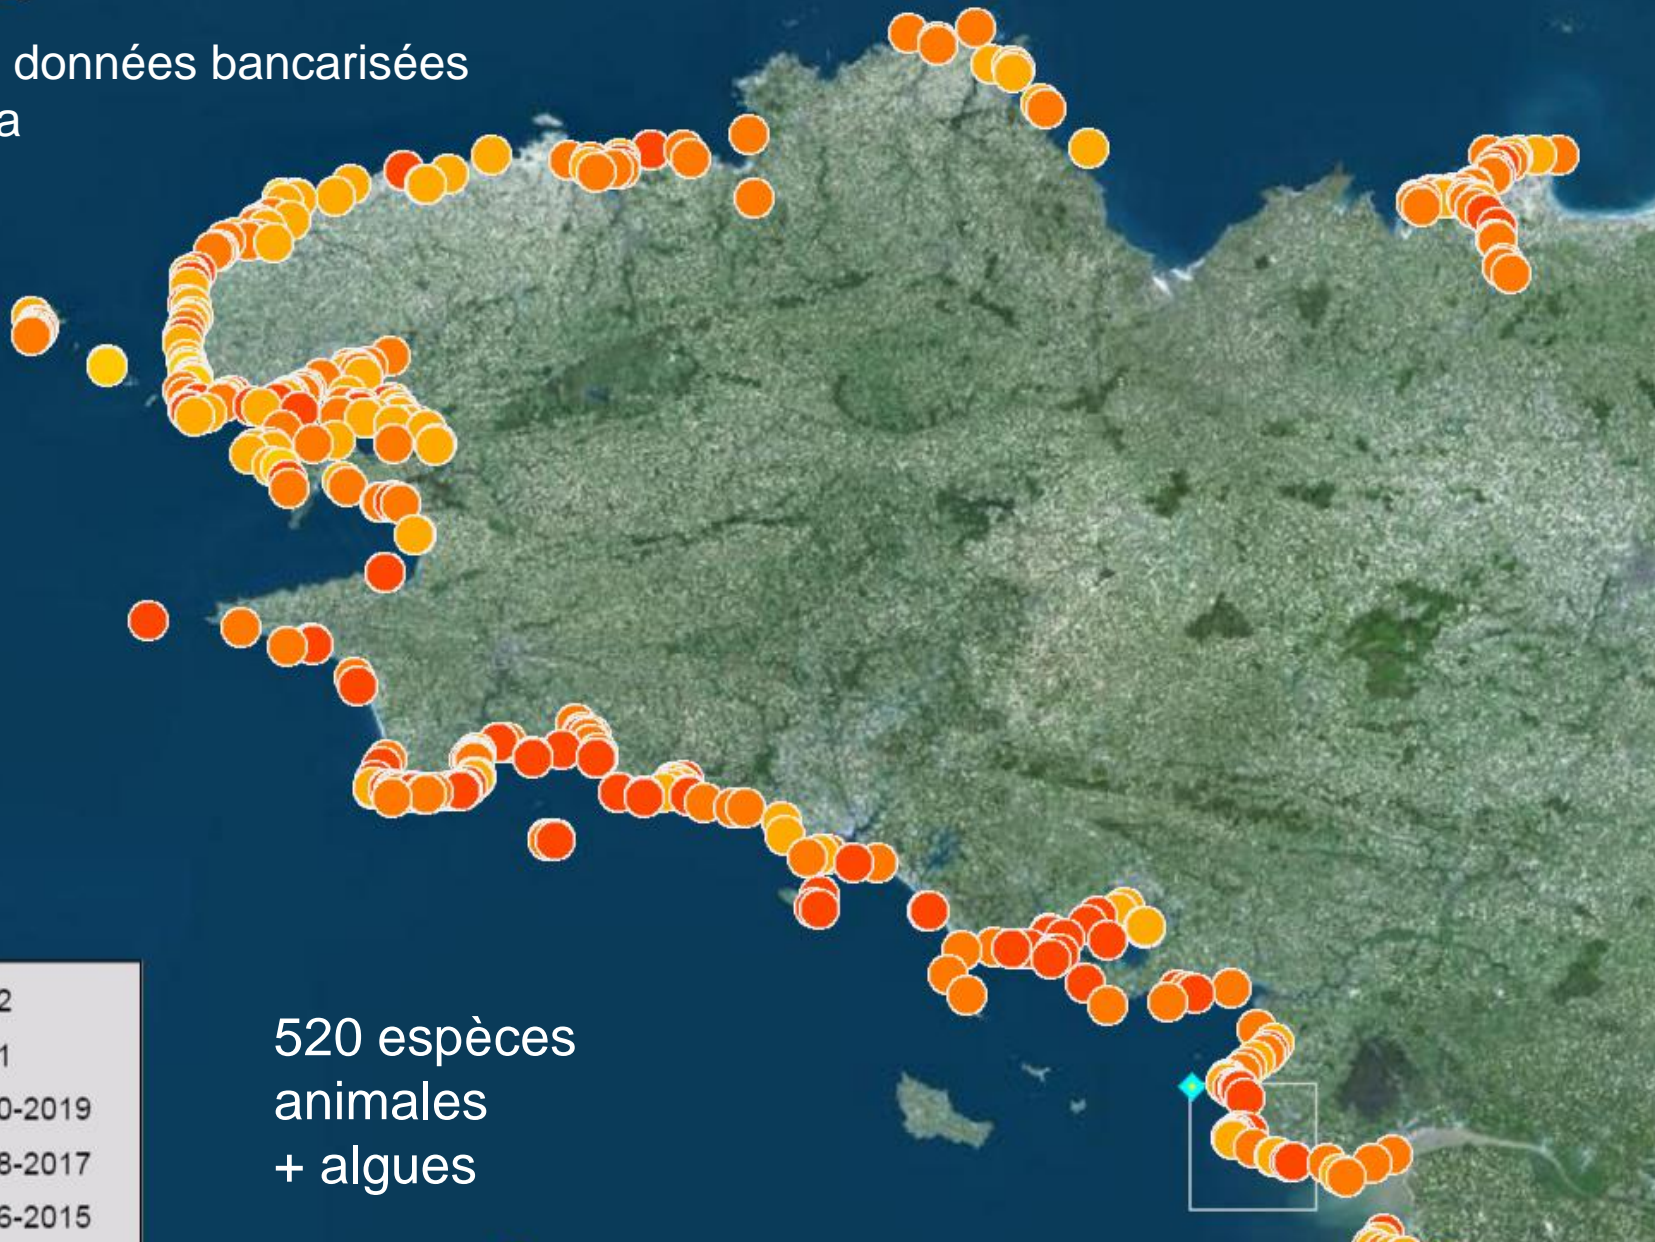 données bancarisées
a
520 espèces
animales
+ algues
2
1
0-2019
8-2017
6-2015